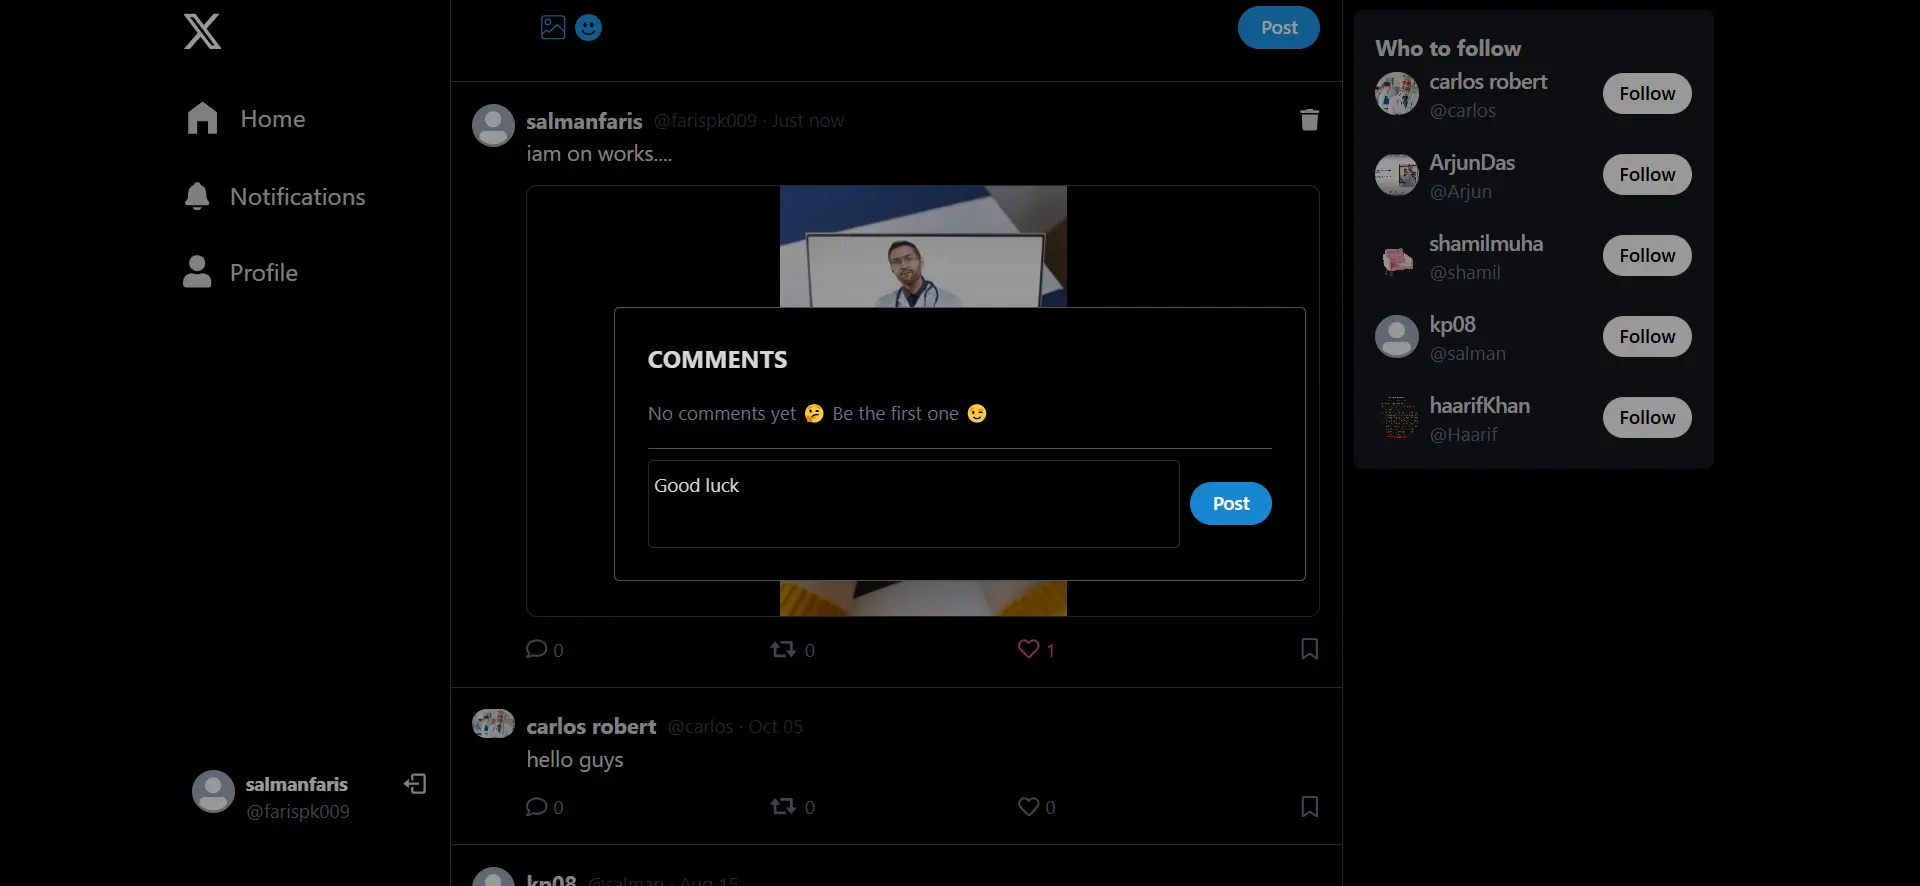 Home
Notifications
Profile
salmanfaris
@farispk009
Post
salmanfaris @farispk009 · Just now
iam on works....
COMMENTS
No comments yet 🤔 Be the first one 😉
Good luck
Post
0 0 1
carlos robert @carlos · Oct 05
hello guys
0 0 0
kp08 @salman · Aug 15
Who to follow
carlos robert
@carlos
Follow
ArjunDas
@Arjun
Follow
shamilmuha
@shamil
Follow
kp08
@salman
Follow
haarifKhan
@Haarif
Follow